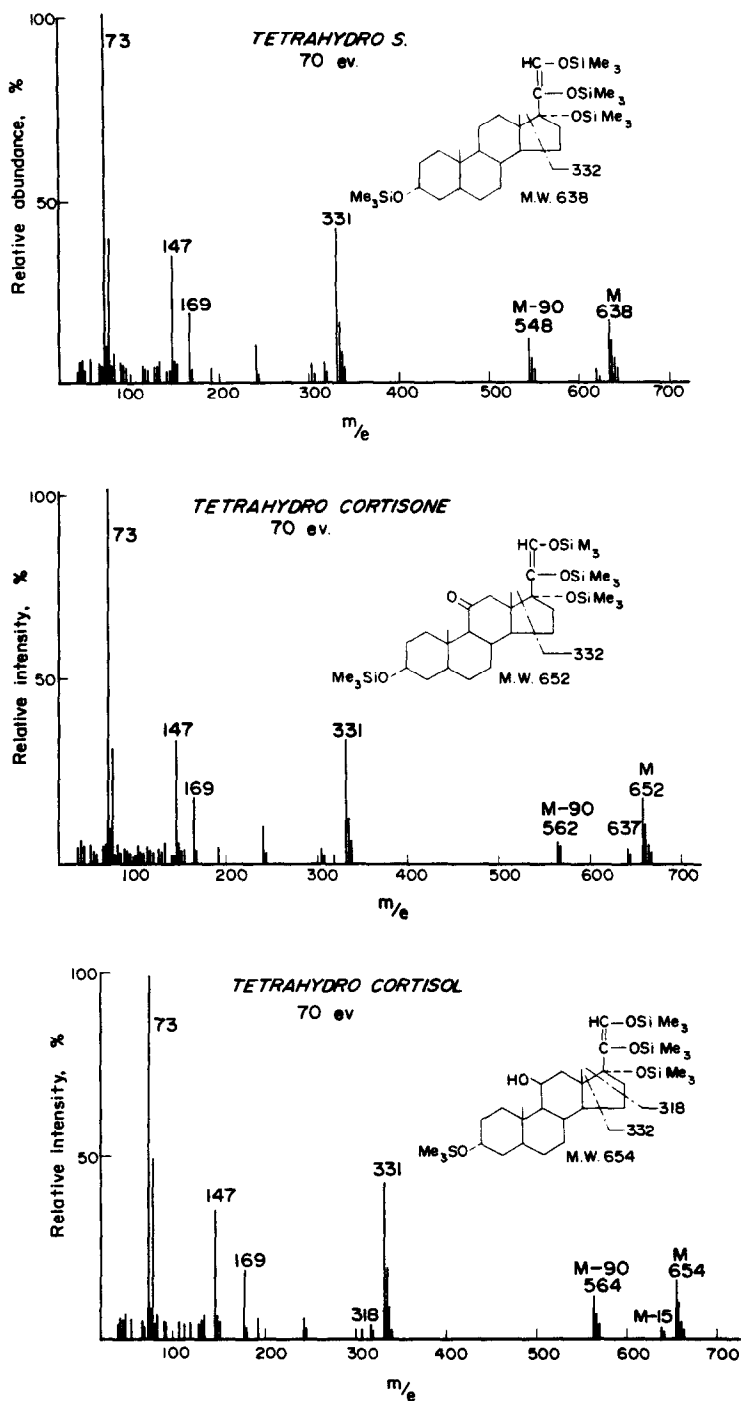 TETRAHYDRO S.
70 ev.
Relative abundance, %
100
50
73
147
169
331
M-90
548
M
638
HC-OSIME3
C-OSIME3
---OSIME3
332
Me3SiO
M.W. 638
100 200 300 400 500 600 700
m/e
TETRAHYDRO CORTISONE
70 ev.
Relative intensity, %
100
50
73
147
169
331
M-90
562
637
M
652
HC-OSiM3
C-OSiMe3
---OSiMe3
O
332
Me3SiO
M.W. 652
100 200 300 400 500 600 700
m/e
TETRAHYDRO CORTISOL
70 ev
Relative Intensity, %
100
50
73
147
169
318
331
M-90
564
M-15
M
654
HC-OSiMe3
C-OSiMe3
---OSiMe3
HO
318
332
Me3SO
M.W. 654
100 200 300 400 500 600 700
m/e